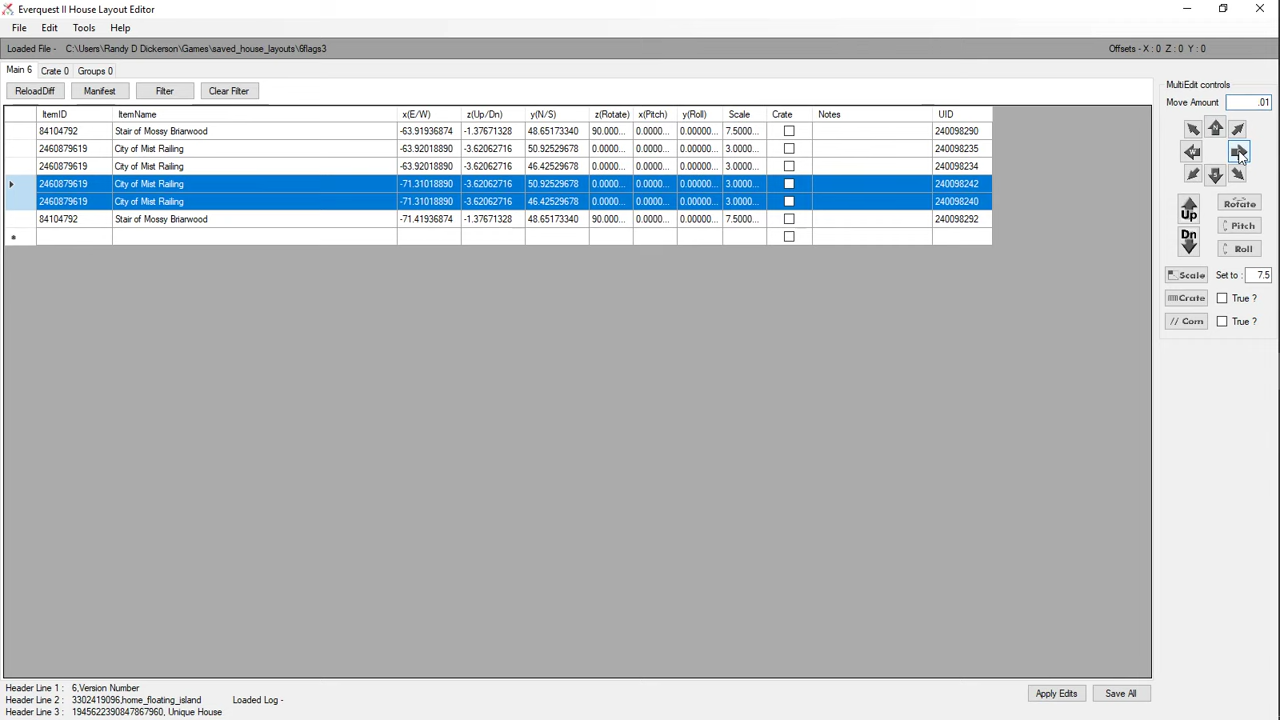 Everquest II House Layout Editor
File Edit Tools Help
Loaded File - C:\Users\Randy D Dickerson\Games\saved_house_layouts\6flags3 Offsets - X : 0 Z : 0 Y : 0
Main 6 Crate 0 Groups 0
MultiEdit controls
ReloadDiff Manifest Filter Clear Filter
Move Amount .01
ItemID ItemName x(E/W) z(Up/Dn) y(N/S) z(Rotate) x(Pitch) y(Roll) Scale Crate Notes UID
84104792 Stair of Mossy Briarwood -63.91936874 -1.37671328 48.65173340 90.000... 0.0000... 0.00000... 7.5000... 240098290
2460879619 City of Mist Railing -63.92018890 -3.62062716 50.92529678 0.0000... 0.0000... 0.00000... 3.0000... 240098235
2460879619 City of Mist Railing -63.92018890 -3.62062716 46.42529678 0.0000... 0.0000... 0.00000... 3.0000... 240098234
2460879619 City of Mist Railing -71.31018890 -3.62062716 50.92529678 0.0000... 0.0000... 0.00000... 3.0000... 240098242
2460879619 City of Mist Railing -71.31018890 -3.62062716 46.42529678 0.0000... 0.0000... 0.00000... 3.0000... 240098240
84104792 Stair of Mossy Briarwood -71.41936874 -1.37671328 48.65173340 90.000... 0.0000... 0.00000... 7.5000... 240098292
Up Rotate
Pitch
Dn Roll
Scale Set to : 7.5
Crate True ?
// Com True ?
Header Line 1 : 6,Version Number
Header Line 2 : 3302419096,home_floating_island Loaded Log -
Header Line 3 : 1945622390847867960, Unique House
Apply Edits Save All